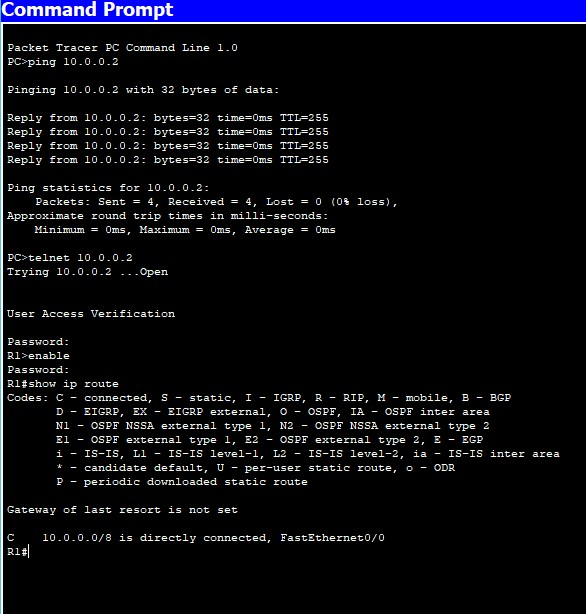 Command Prompt
Packet Tracer PC Command Line 1.0
PC>ping 10.0.0.2
Pinging 10.0.0.2 with 32 bytes of data:
Reply from 10.0.0.2: bytes=32 time=0ms TTL=255
Reply from 10.0.0.2: bytes=32 time=0ms TTL=255
Reply from 10.0.0.2: bytes=32 time=0ms TTL=255
Reply from 10.0.0.2: bytes=32 time=0ms TTL=255
Ping statistics for 10.0.0.2:
    Packets: Sent = 4, Received = 4, Lost = 0 (0% loss),
Approximate round trip times in milli-seconds:
    Minimum = 0ms, Maximum = 0ms, Average = 0ms
PC>telnet 10.0.0.2
Trying 10.0.0.2 ...Open
User Access Verification
Password:
R1>enable
Password:
R1#show ip route
Codes: C - connected, S - static, I - IGRP, R - RIP, M - mobile, B - BGP
       D - EIGRP, EX - EIGRP external, O - OSPF, IA - OSPF inter area
       N1 - OSPF NSSA external type 1, N2 - OSPF NSSA external type 2
       E1 - OSPF external type 1, E2 - OSPF external type 2, E - EGP
       i - IS-IS, L1 - IS-IS level-1, L2 - IS-IS level-2, ia - IS-IS inter area
       * - candidate default, U - per-user static route, o - ODR
       P - periodic downloaded static route
Gateway of last resort is not set
C    10.0.0.0/8 is directly connected, FastEthernet0/0
R1#